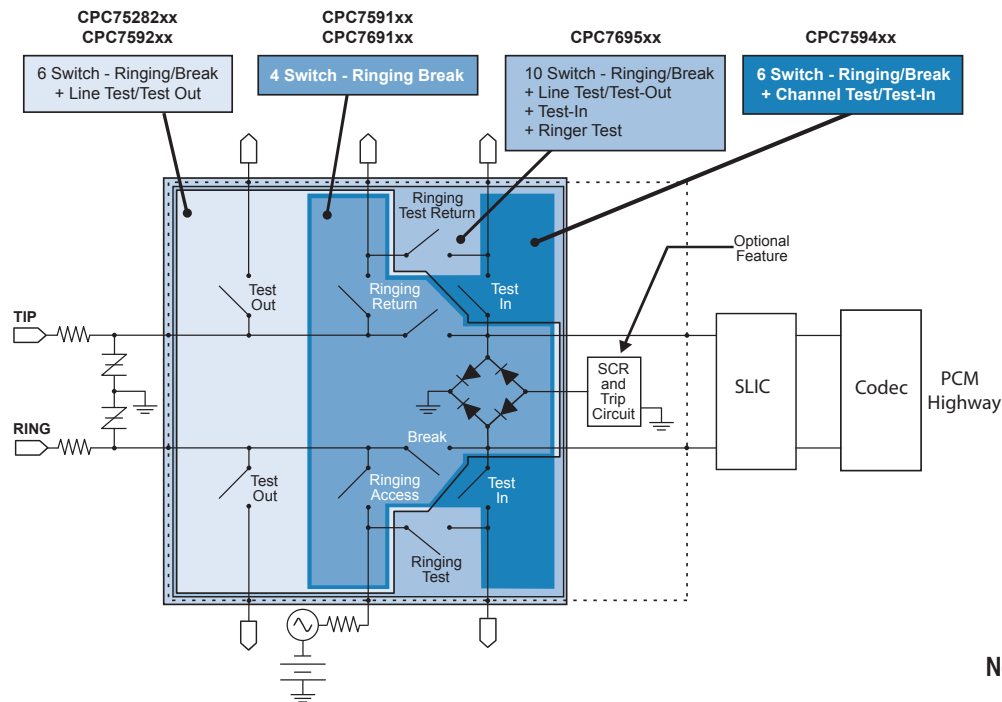 CPC75282xx
CPC7592xx
CPC7591xx
CPC7691xx
CPC7695xx
CPC7594xx
6 Switch - Ringing/Break
+ Line Test/Test Out
4 Switch - Ringing Break
10 Switch - Ringing/Break
+ Line Test/Test-Out
+ Test-In
+ Ringer Test
6 Switch - Ringing/Break
+ Channel Test/Test-In
Ringing
Test Return
Optional
Feature
Test
Out
Ringing
Return
Test
In
TIP
SCR
and
Trip
Circuit
SLIC
Codec
PCM
Highway
RING
Break
Test
Out
Ringing
Access
Test
In
Ringing
Test
N